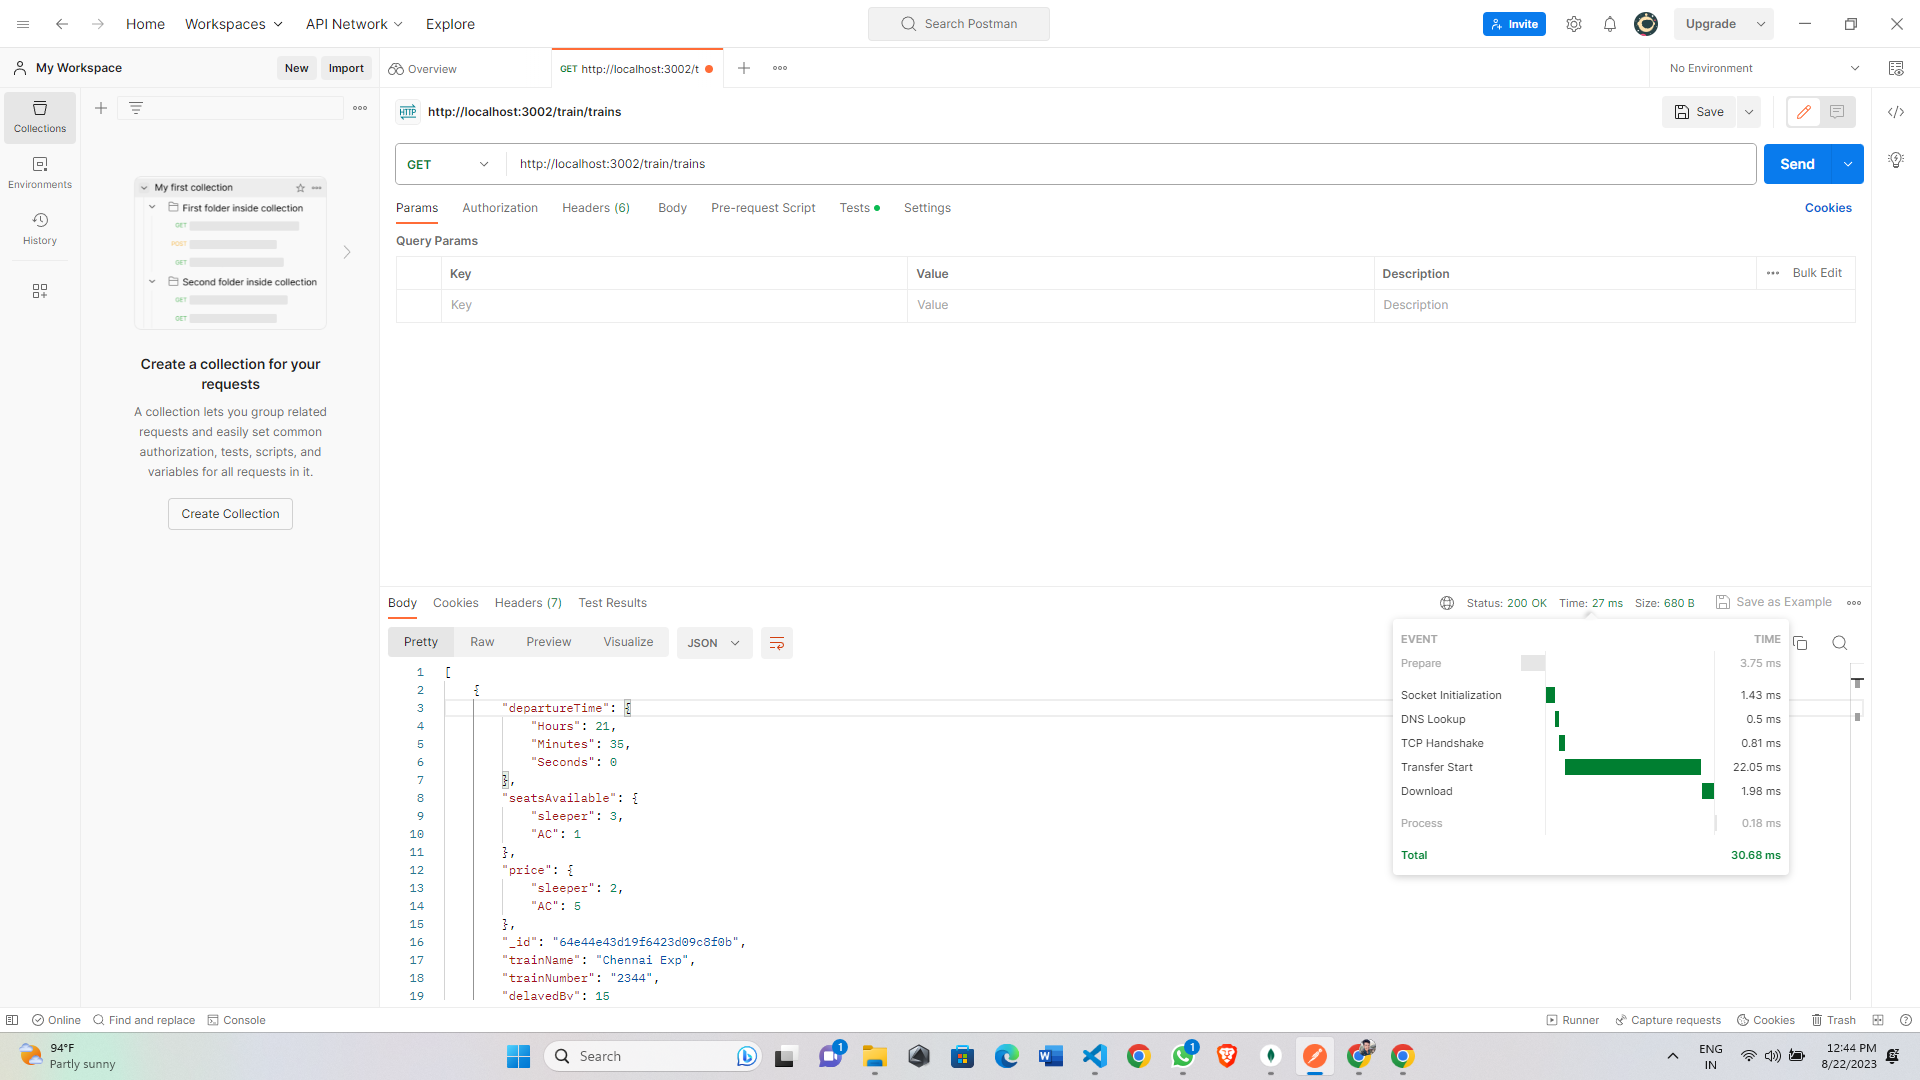 Home Workspaces API Network Explore Search Postman Invite Upgrade
My Workspace New Import Overview GET http://localhost:3002/t No Environment
Collections
Environments
History
My first collection
First folder inside collection
GET
POST
GET
Second folder inside collection
GET
GET
Create a collection for your
requests
A collection lets you group related
requests and easily set common
authorization, tests, scripts, and
variables for all requests in it.
Create Collection
HTTP http://localhost:3002/train/trains Save
GET http://localhost:3002/train/trains Send
Params Authorization Headers (6) Body Pre-request Script Tests Settings Cookies
Query Params
Key Value Description Bulk Edit
Key Value Description
Body Cookies Headers (7) Test Results Status: 200 OK Time: 27 ms Size: 680 B Save as Example
Pretty Raw Preview Visualize JSON
1 [
2 {
3 "departureTime": {
4 "Hours": 21,
5 "Minutes": 35,
6 "Seconds": 0
7 },
8 "seatsAvailable": {
9 "sleeper": 3,
10 "AC": 1
11 },
12 "price": {
13 "sleeper": 2,
14 "AC": 5
15 },
16 "_id": "64e44e43d19f6423d09c8f0b",
17 "trainName": "Chennai Exp",
18 "trainNumber": "2344",
19 "delayedBy": 15
EVENT TIME
Prepare 3.75 ms
Socket Initialization 1.43 ms
DNS Lookup 0.5 ms
TCP Handshake 0.81 ms
Transfer Start 22.05 ms
Download 1.98 ms
Process 0.18 ms
Total 30.68 ms
Online Find and replace Console Runner Capture requests Cookies Trash
94°F
Partly sunny
Search
1
1
ENG
IN
12:44 PM
8/22/2023